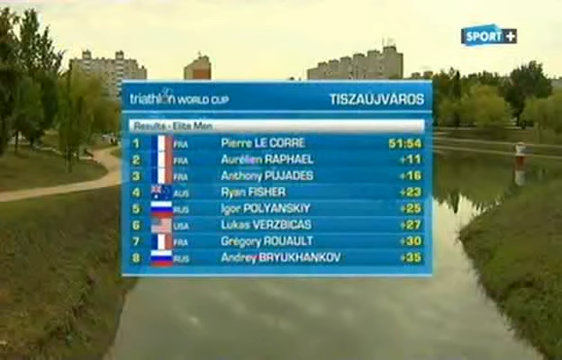 SPORT+
triathlon WORLD CUP TISZAÚJVÁROS
Results - Elite Men
1 FRA Pierre LE CORRE 51:54
2 FRA Aurélien RAPHAEL +11
3 FRA Anthony PUJADES +16
4 AUS Ryan FISHER +23
5 RUS Igor POLYANSKIY +25
6 USA Lukas VERZBICAS +27
7 FRA Grégory ROUAULT +30
8 RUS Andrey BRYUKHANKOV +35